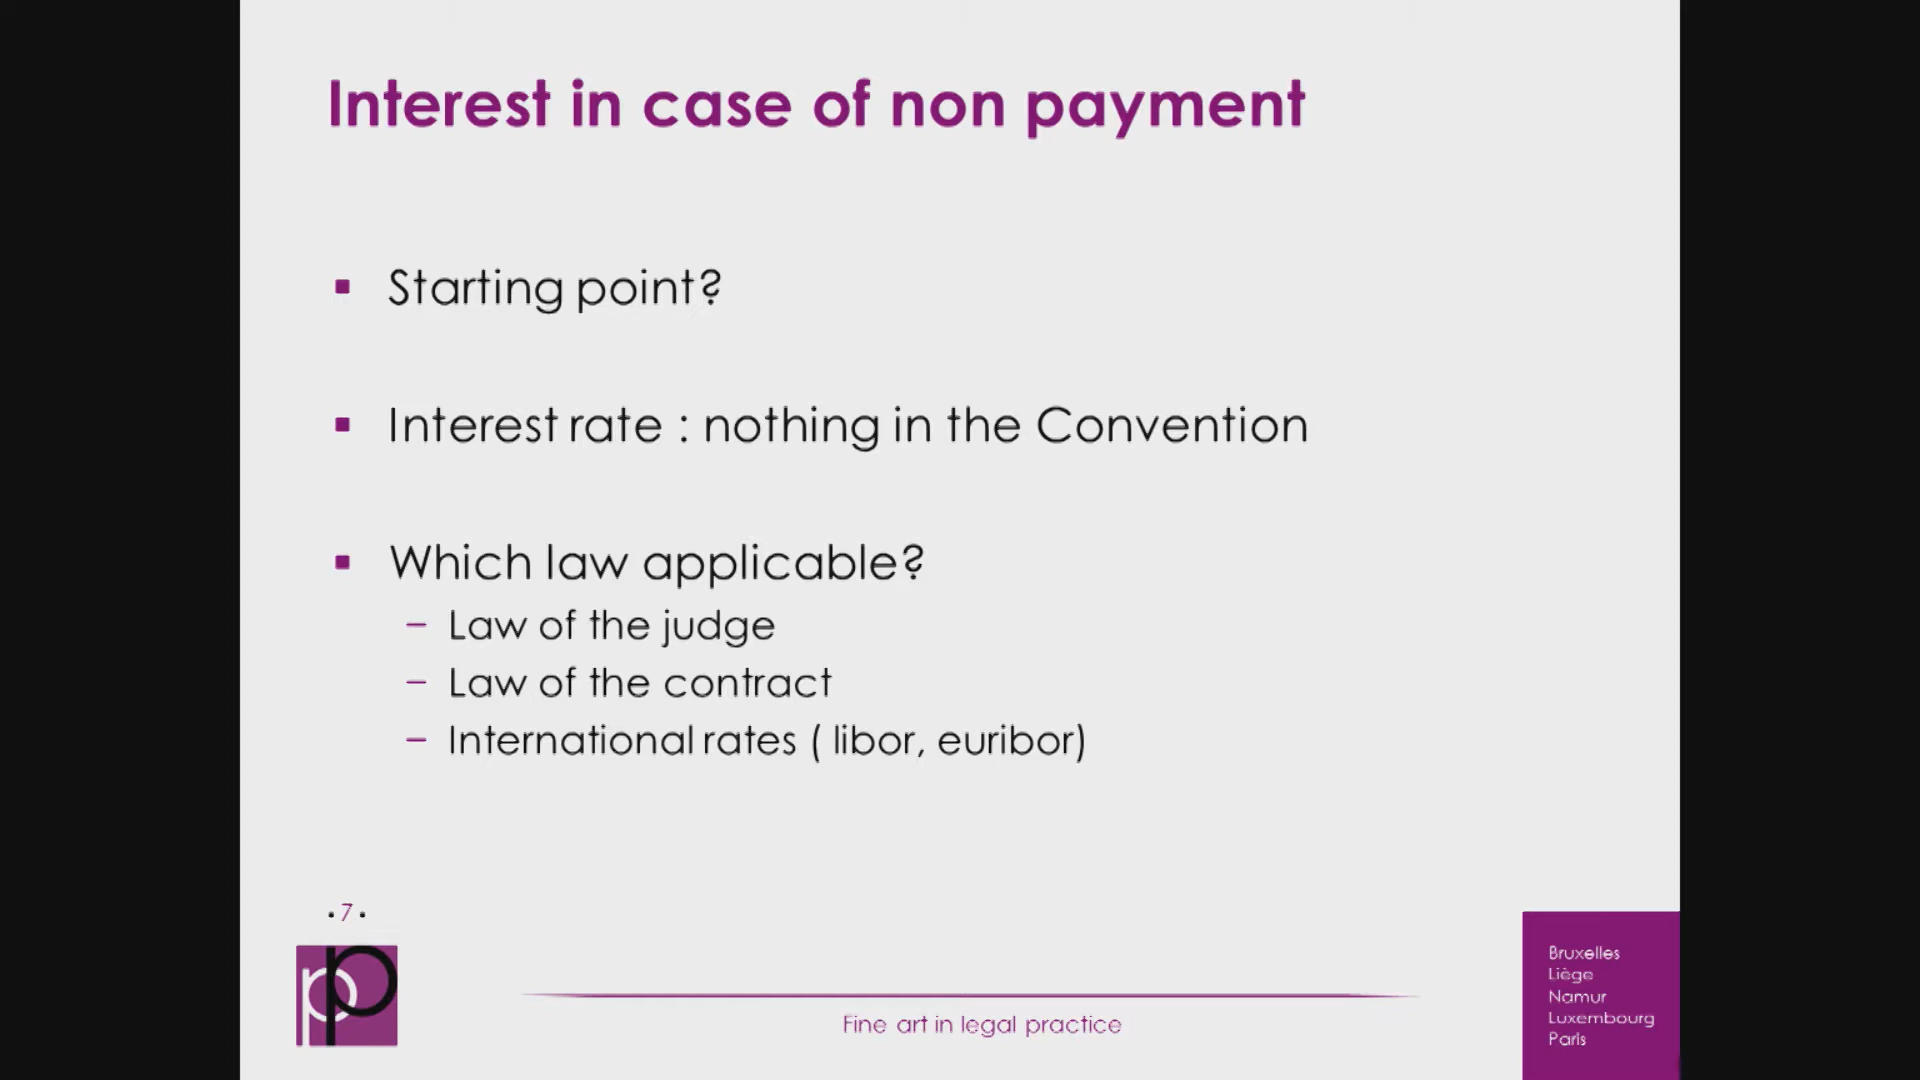 Interest in case of non payment
Starting point?
Interest rate : nothing in the Convention
Which law applicable?
– Law of the judge
– Law of the contract
– International rates ( libor, euribor)
• 7 •
pp
Fine art in legal practice
Bruxelles
Liège
Namur
Luxembourg
Paris